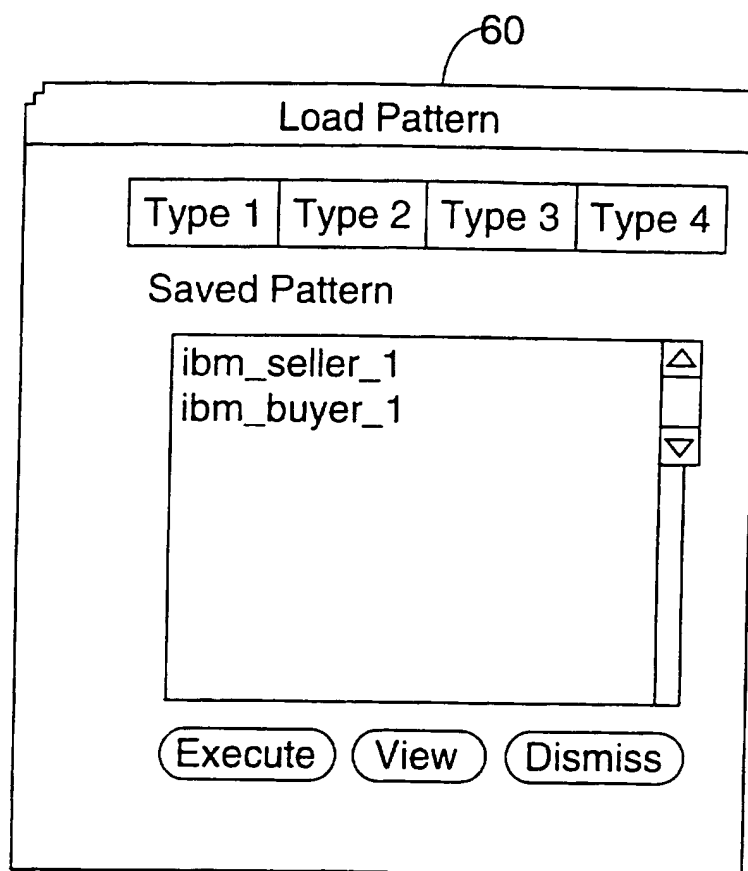 60
Load Pattern
Type 1 Type 2 Type 3 Type 4
Saved Pattern
ibm_seller_1
ibm_buyer_1
Execute View Dismiss